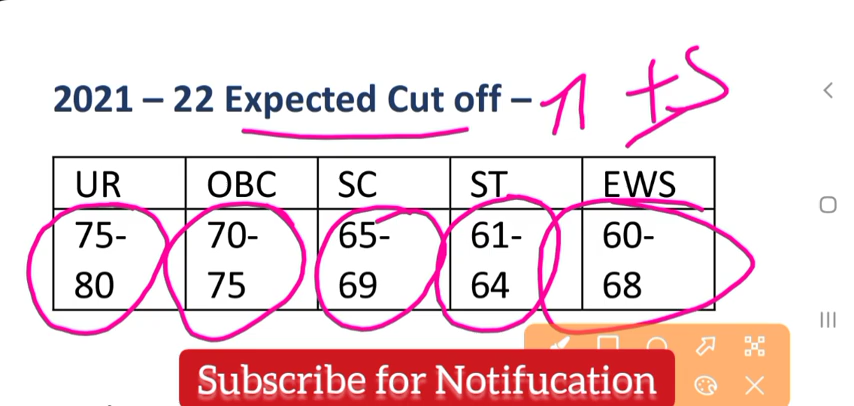 2021 – 22 Expected Cut off –
+5
UR OBC SC ST EWS
75- 70- 65- 61- 60-
80 75 69 64 68
Subscribe for Notifucation